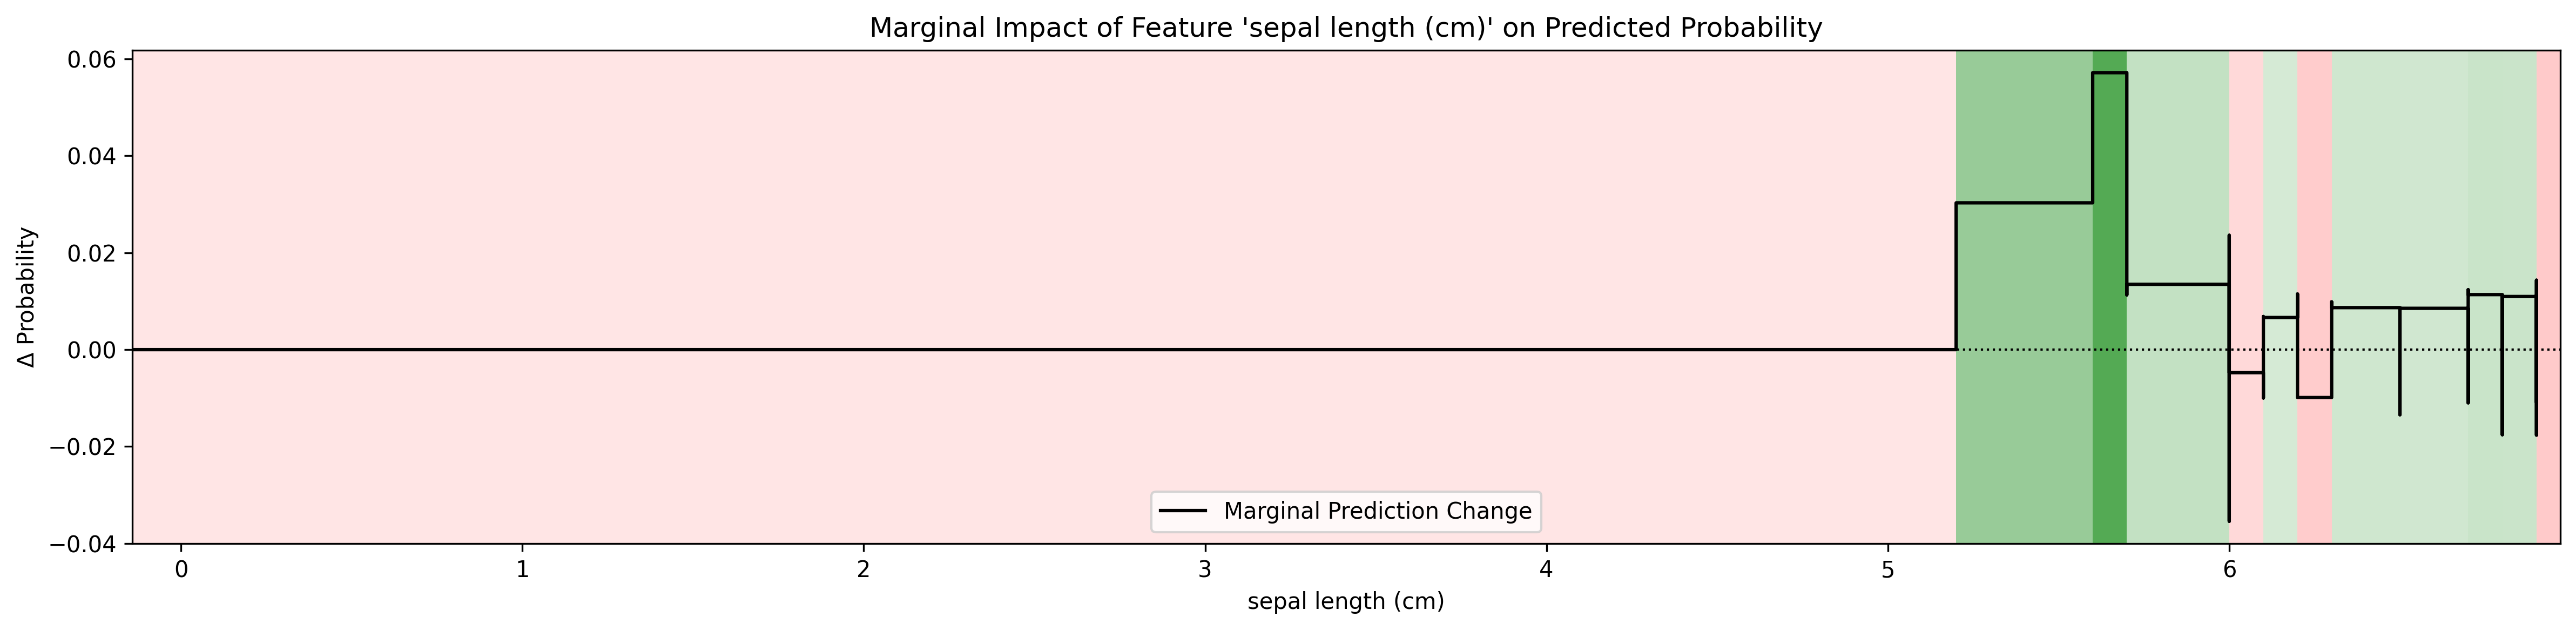 Marginal Impact of Feature 'sepal length (cm)' on Predicted Probability
0.06
0.04
0.02
0.00
−0.02
−0.04
Δ Probability
Marginal Prediction Change
0 1 2 3 4 5 6
sepal length (cm)